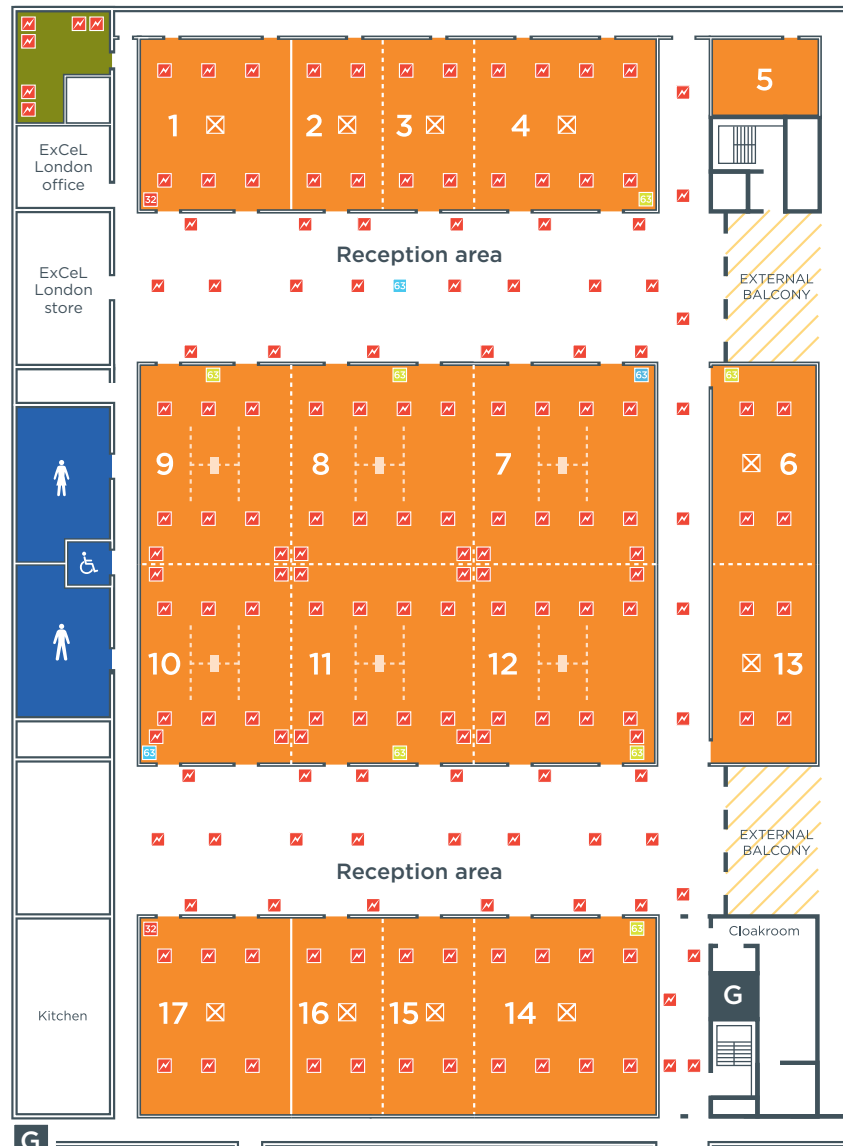 5
1
2
3
4
ExCeL
London
office
32
63
Reception area
ExCeL
London
store
EXTERNAL
BALCONY
63
63
63
63
63
9
8
7
6
10
11
12
13
63
63
63
EXTERNAL
BALCONY
Reception area
32
63
Cloakroom
G
17
16
15
14
Kitchen
G